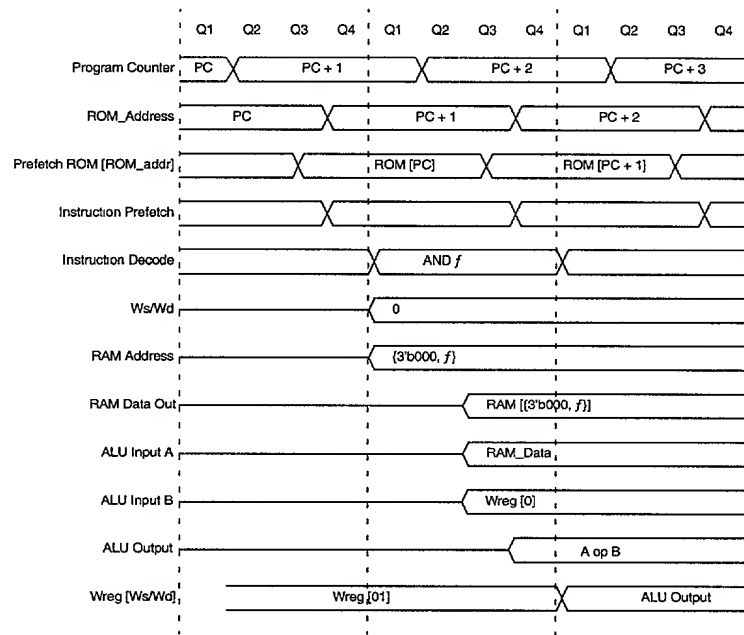 Q1 Q2 Q3 Q4 Q1 Q2 Q3 Q4 Q1 Q2 Q3 Q4
Program Counter PC PC + 1 PC + 2 PC + 3
ROM_Address PC PC + 1 PC + 2
Prefetch ROM [ROM_addr] ROM [PC] ROM [PC + 1}
Instruction Prefetch
Instruction Decode AND f
Ws/Wd 0
RAM Address {3'b000, f}
RAM Data Out RAM [{3'b000, f}]
ALU Input A RAM_Data
ALU Input B Wreg [0]
ALU Output A op B
Wreg [Ws/Wd] Wreg [01] ALU Output